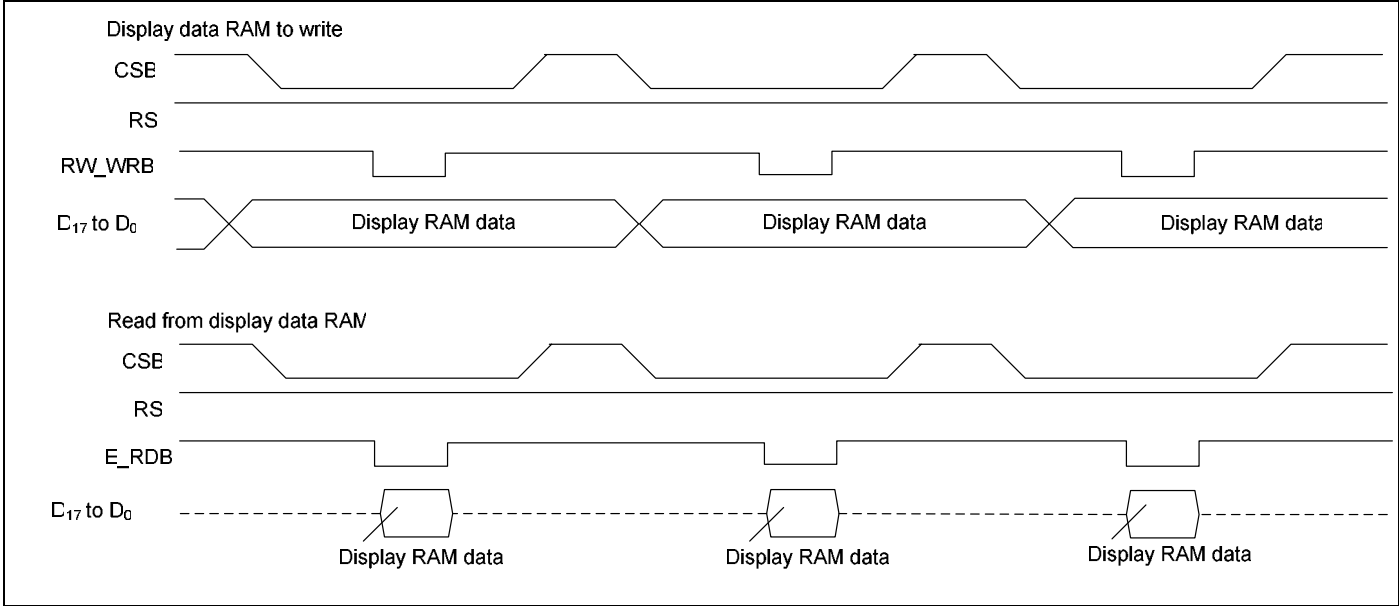 Display data RAM to write
CSB
RS
RW_WRB
D17 to D0 Display RAM data Display RAM data Display RAM data
Read from display data RAM
CSB
RS
E_RDB
D17 to D0
Display RAM data Display RAM data Display RAM data